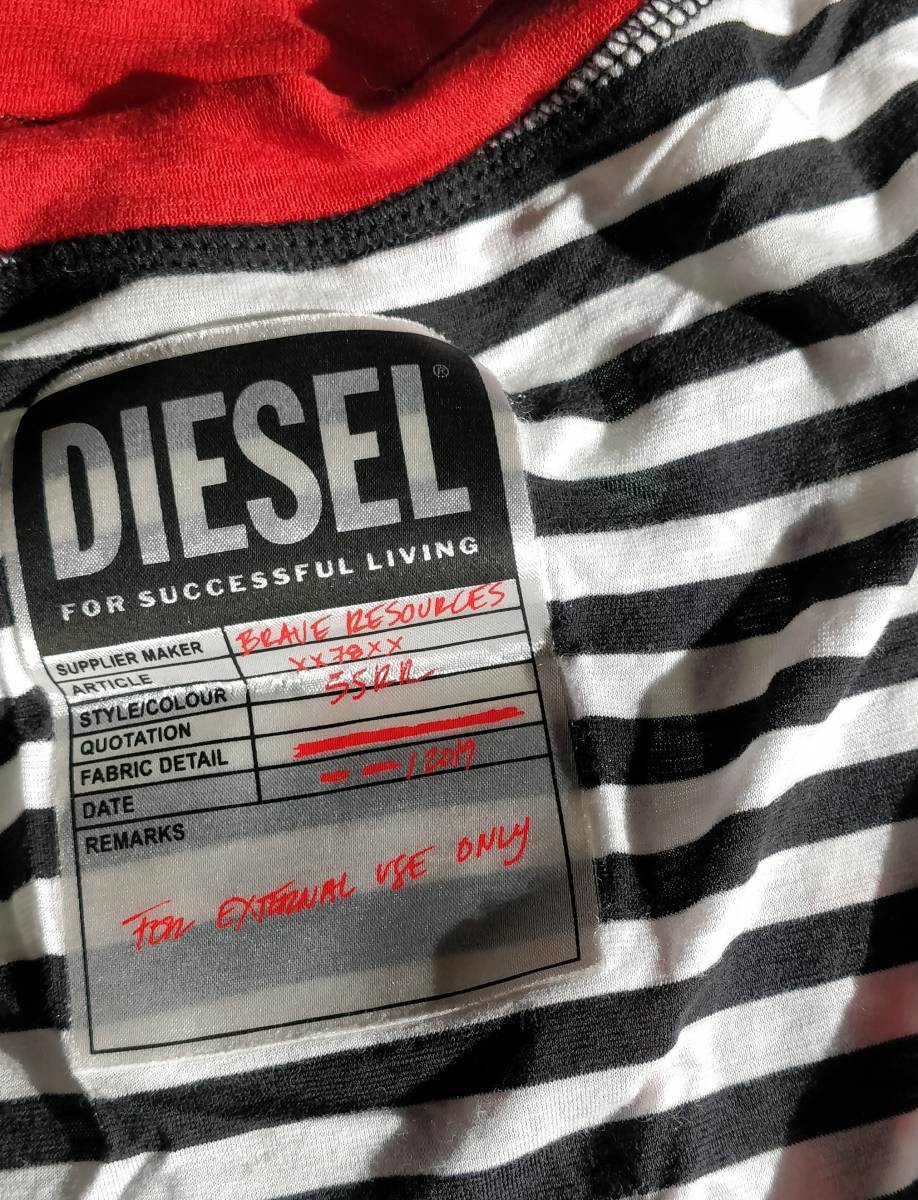 DIESEL®
FOR SUCCESSFUL LIVING
SUPPLIER MAKER BRAVE RESOURCES
ARTICLE XX78XX
STYLE/COLOUR 55RR
QUOTATION
FABRIC DETAIL
DATE / 2019
REMARKS
FOR EXTERNAL USE ONLY